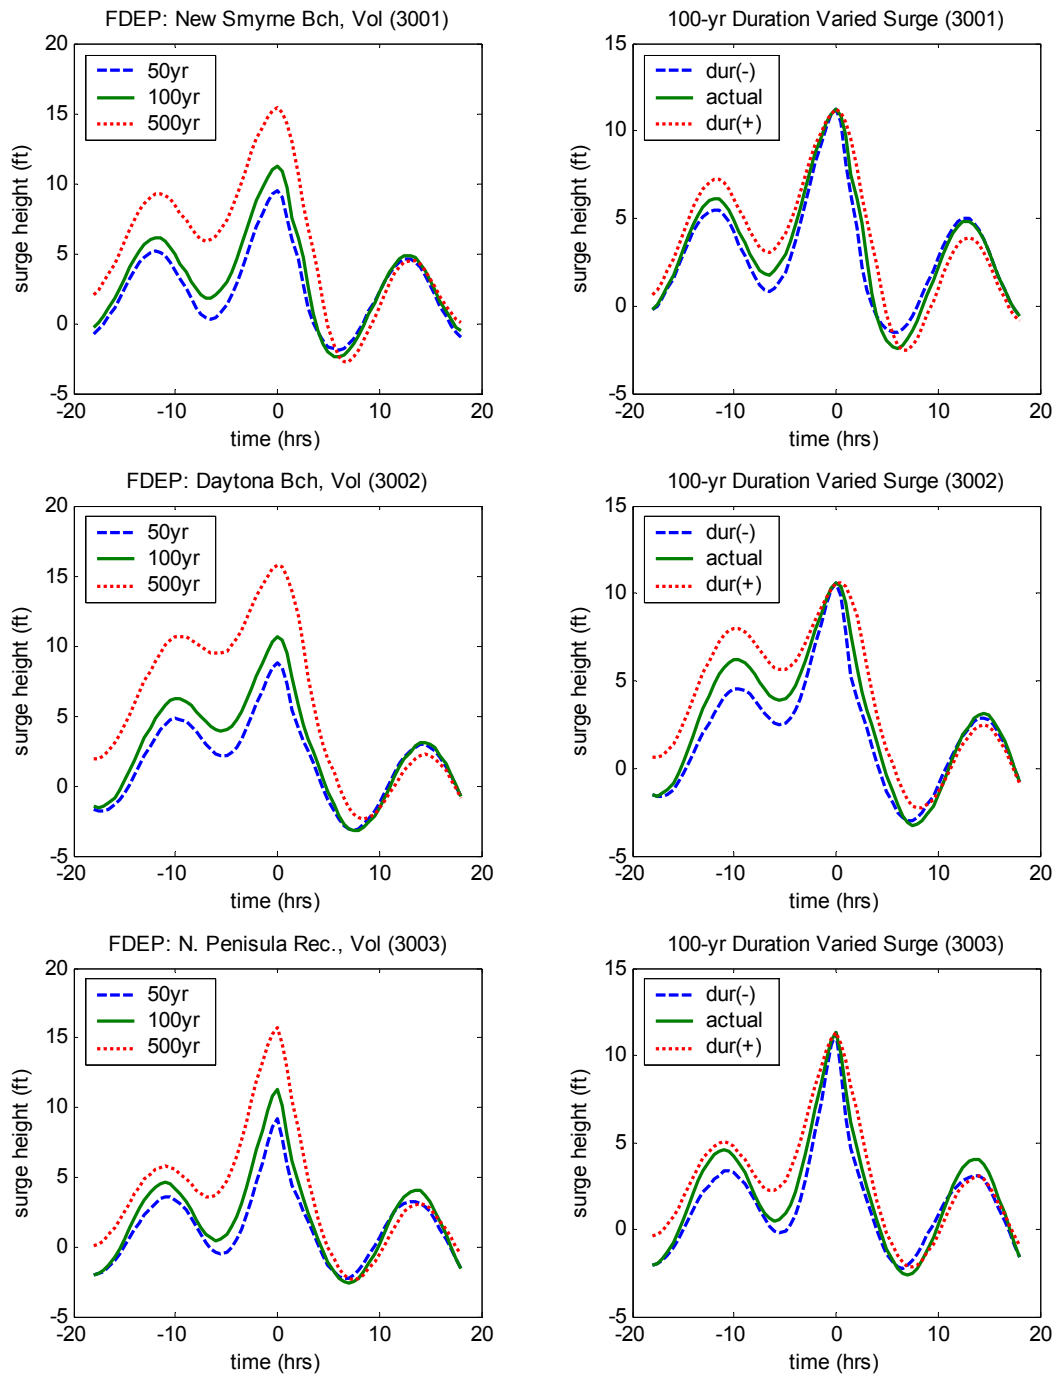 FDEP: New Smyrne Bch, Vol (3001)
20
15
10
5
0
-5
-20
-10
0
10
20
surge height (ft)
time (hrs)
50yr
100yr
500yr
100-yr Duration Varied Surge (3001)
15
10
5
0
-5
-20
-10
0
10
20
surge height (ft)
time (hrs)
dur(-)
actual
dur(+)
FDEP: Daytona Bch, Vol (3002)
20
15
10
5
0
-5
-20
-10
0
10
20
surge height (ft)
time (hrs)
50yr
100yr
500yr
100-yr Duration Varied Surge (3002)
15
10
5
0
-5
-20
-10
0
10
20
surge height (ft)
time (hrs)
dur(-)
actual
dur(+)
FDEP: N. Penisula Rec., Vol (3003)
20
15
10
5
0
-5
-20
-10
0
10
20
surge height (ft)
time (hrs)
50yr
100yr
500yr
100-yr Duration Varied Surge (3003)
15
10
5
0
-5
-20
-10
0
10
20
surge height (ft)
time (hrs)
dur(-)
actual
dur(+)